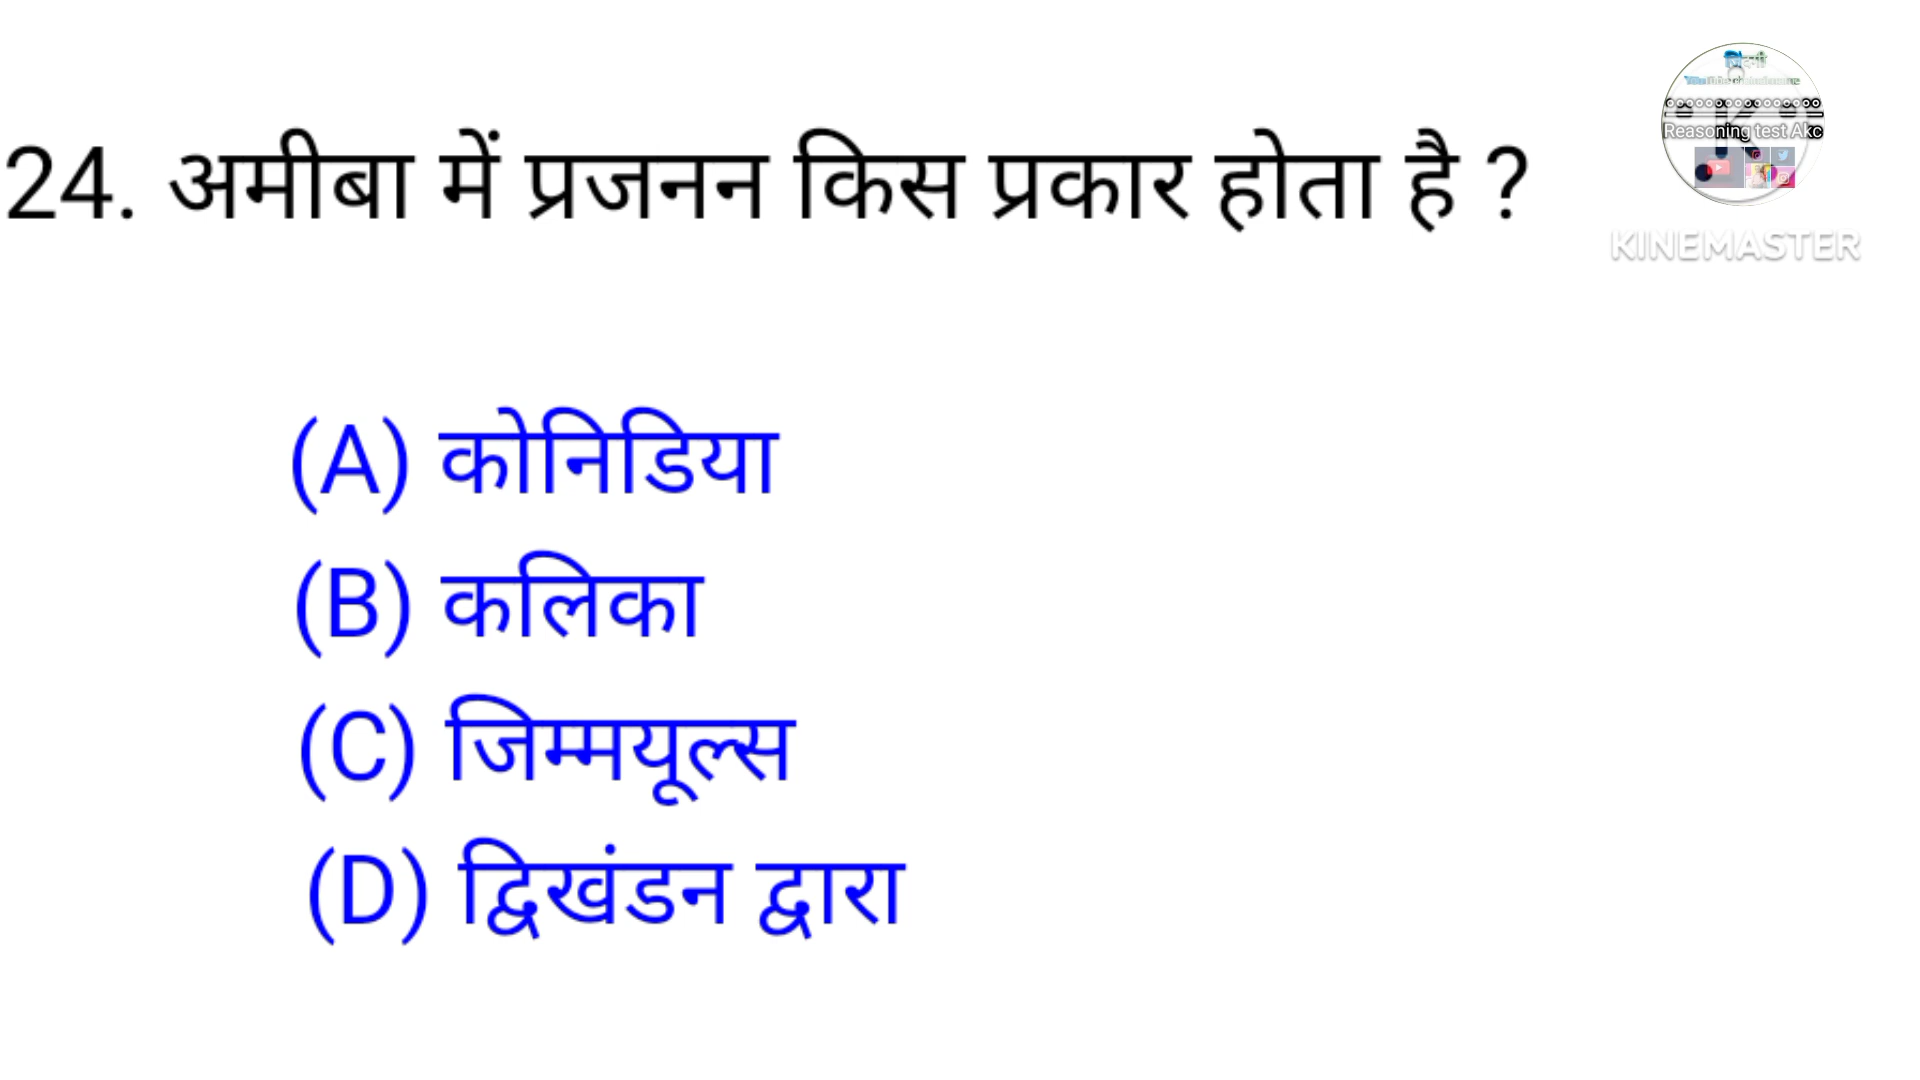 24. अमीबा में प्रजनन किस प्रकार होता है ?
Reasoning test Akc
KINEMASTER
(A) कोनिडिया
(B) कलिका
(C) जिम्मयूल्स
(D) द्विखंडन द्वारा